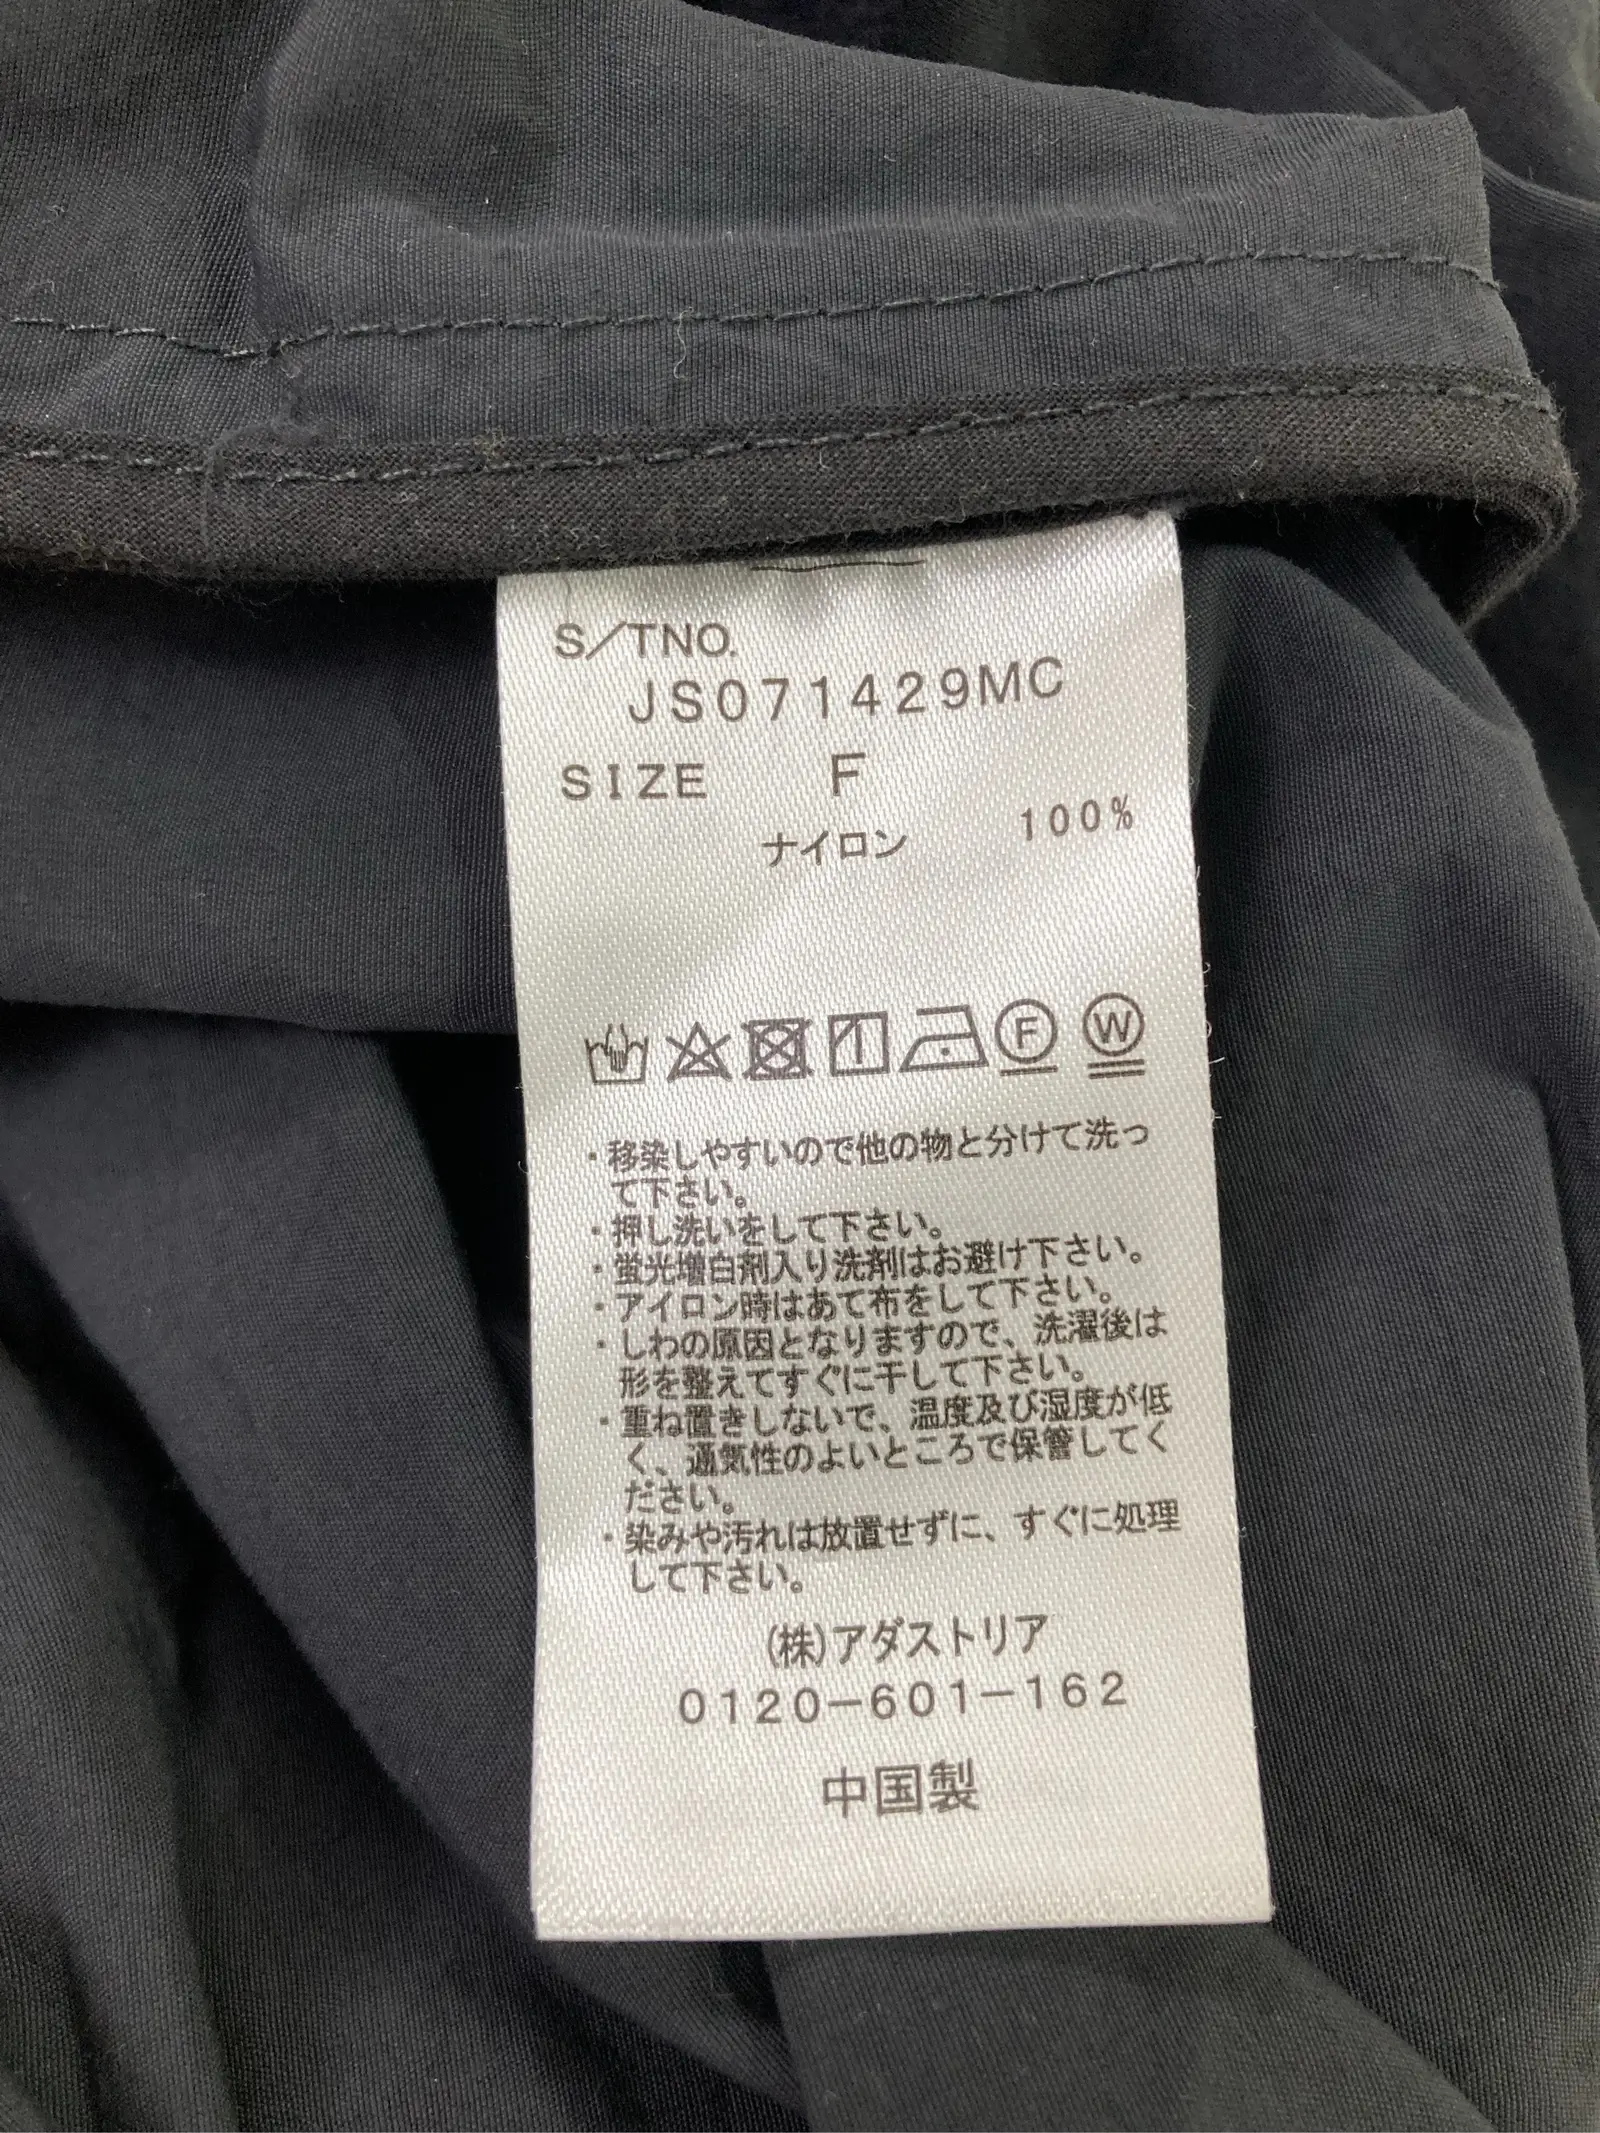 S/TNO.
JS071429MC
SIZE F
ナイロン 100%
F W
・移染しやすいので他の物と分けて洗っ
て下さい。
・押し洗いをして下さい。
・蛍光増白剤入り洗剤はお避け下さい。
・アイロン時はあて布をして下さい。
・しわの原因となりますので、洗濯後は
形を整えてすぐに干して下さい。
・重ね置きしないで、温度及び湿度が低
く、通気性のよいところで保管してく
ださい。
・染みや汚れは放置せずに、すぐに処理
して下さい。
(株)アダストリア
0120-601-162
中国製